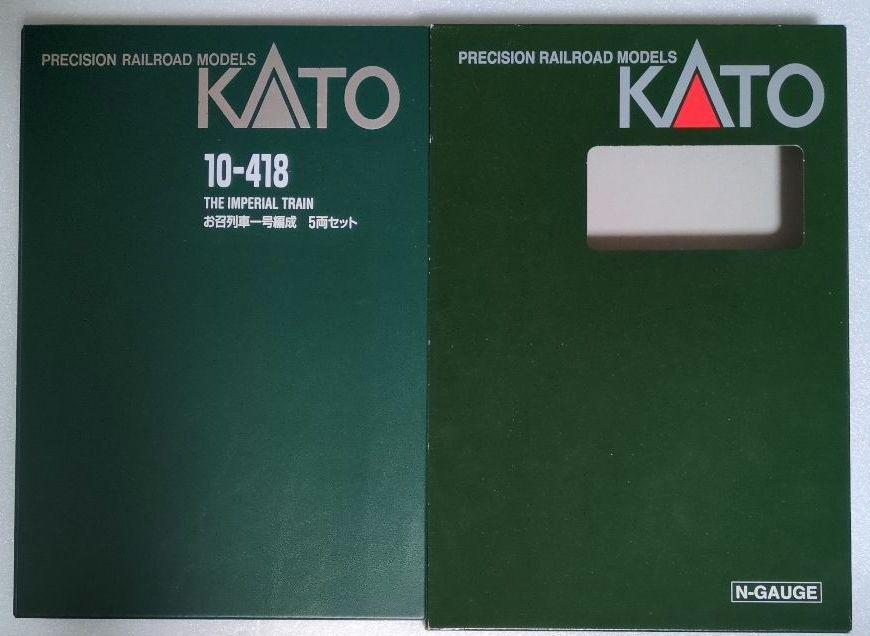 PRECISION RAILROAD MODELS
KATO
10-418
THE IMPERIAL TRAIN
お召列車一号編成 5両セット
PRECISION RAILROAD MODELS
KATO
N-GAUGE